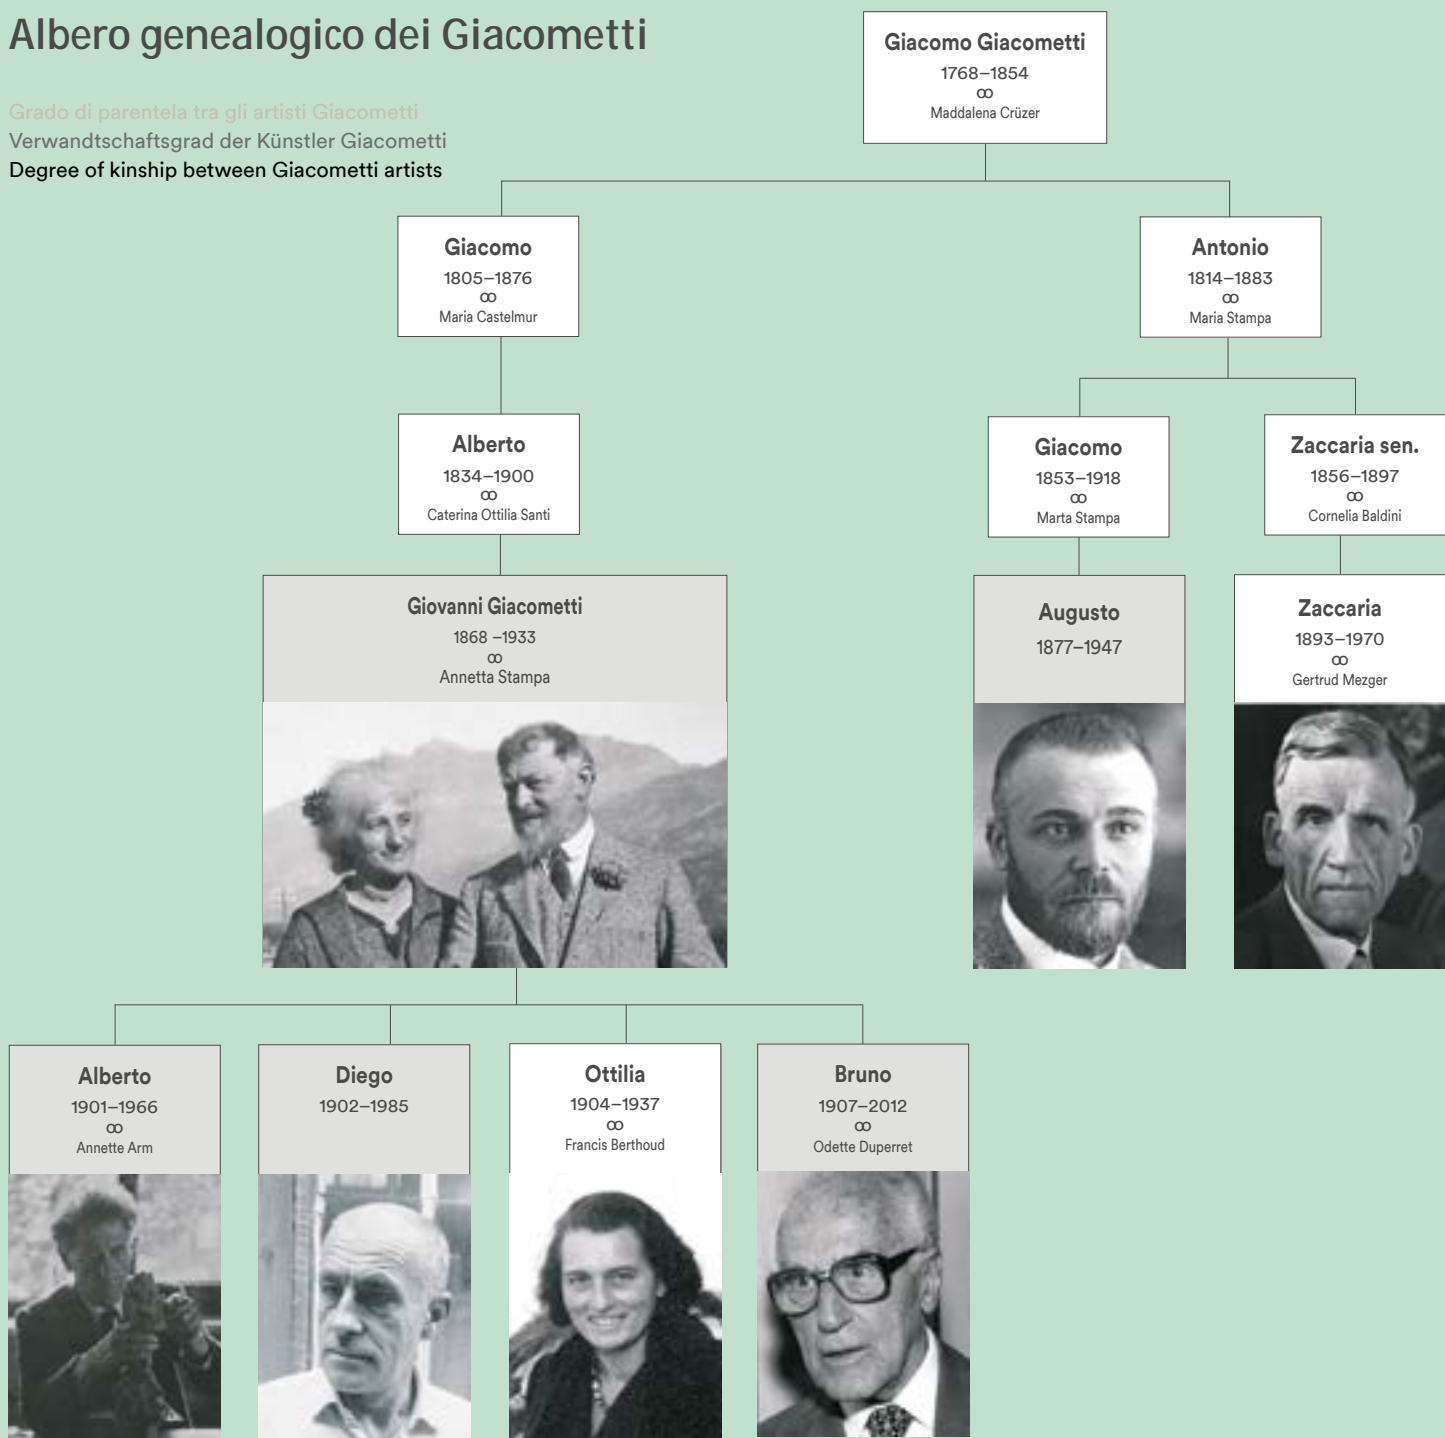 Albero genealogico dei Giacometti
Grado di parentela tra gli artisti Giacometti
Verwandtschaftsgrad der Künstler Giacometti
Degree of kinship between Giacometti artists
Giacomo Giacometti
1768–1854
∞
Maddalena Crüzer
Giacomo
1805–1876
∞
Maria Castelmur
Antonio
1814–1883
∞
Maria Stampa
Alberto
1834–1900
∞
Caterina Ottilia Santi
Giacomo
1853–1918
∞
Marta Stampa
Zaccaria sen.
1856–1897
∞
Cornelia Baldini
Giovanni Giacometti
1868 –1933
∞
Annetta Stampa
Augusto
1877–1947
Zaccaria
1893–1970
∞
Gertrud Mezger
Alberto
1901–1966
∞
Annette Arm
Diego
1902–1985
Ottilia
1904–1937
∞
Francis Berthoud
Bruno
1907–2012
∞
Odette Duperret